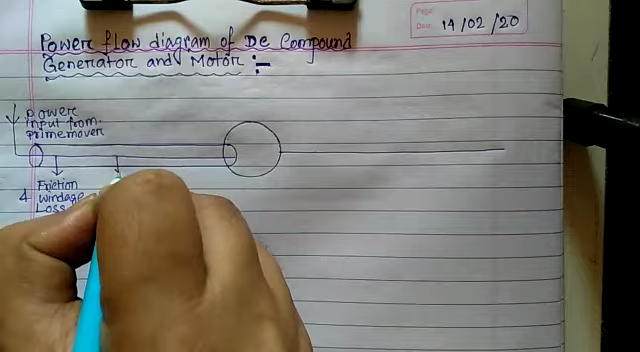 Page:
Date: 14/02/20
Power flow diagram of DC Compound
Generator and Motor :-
Power
input from
primemover
Friction
& windage
Loss